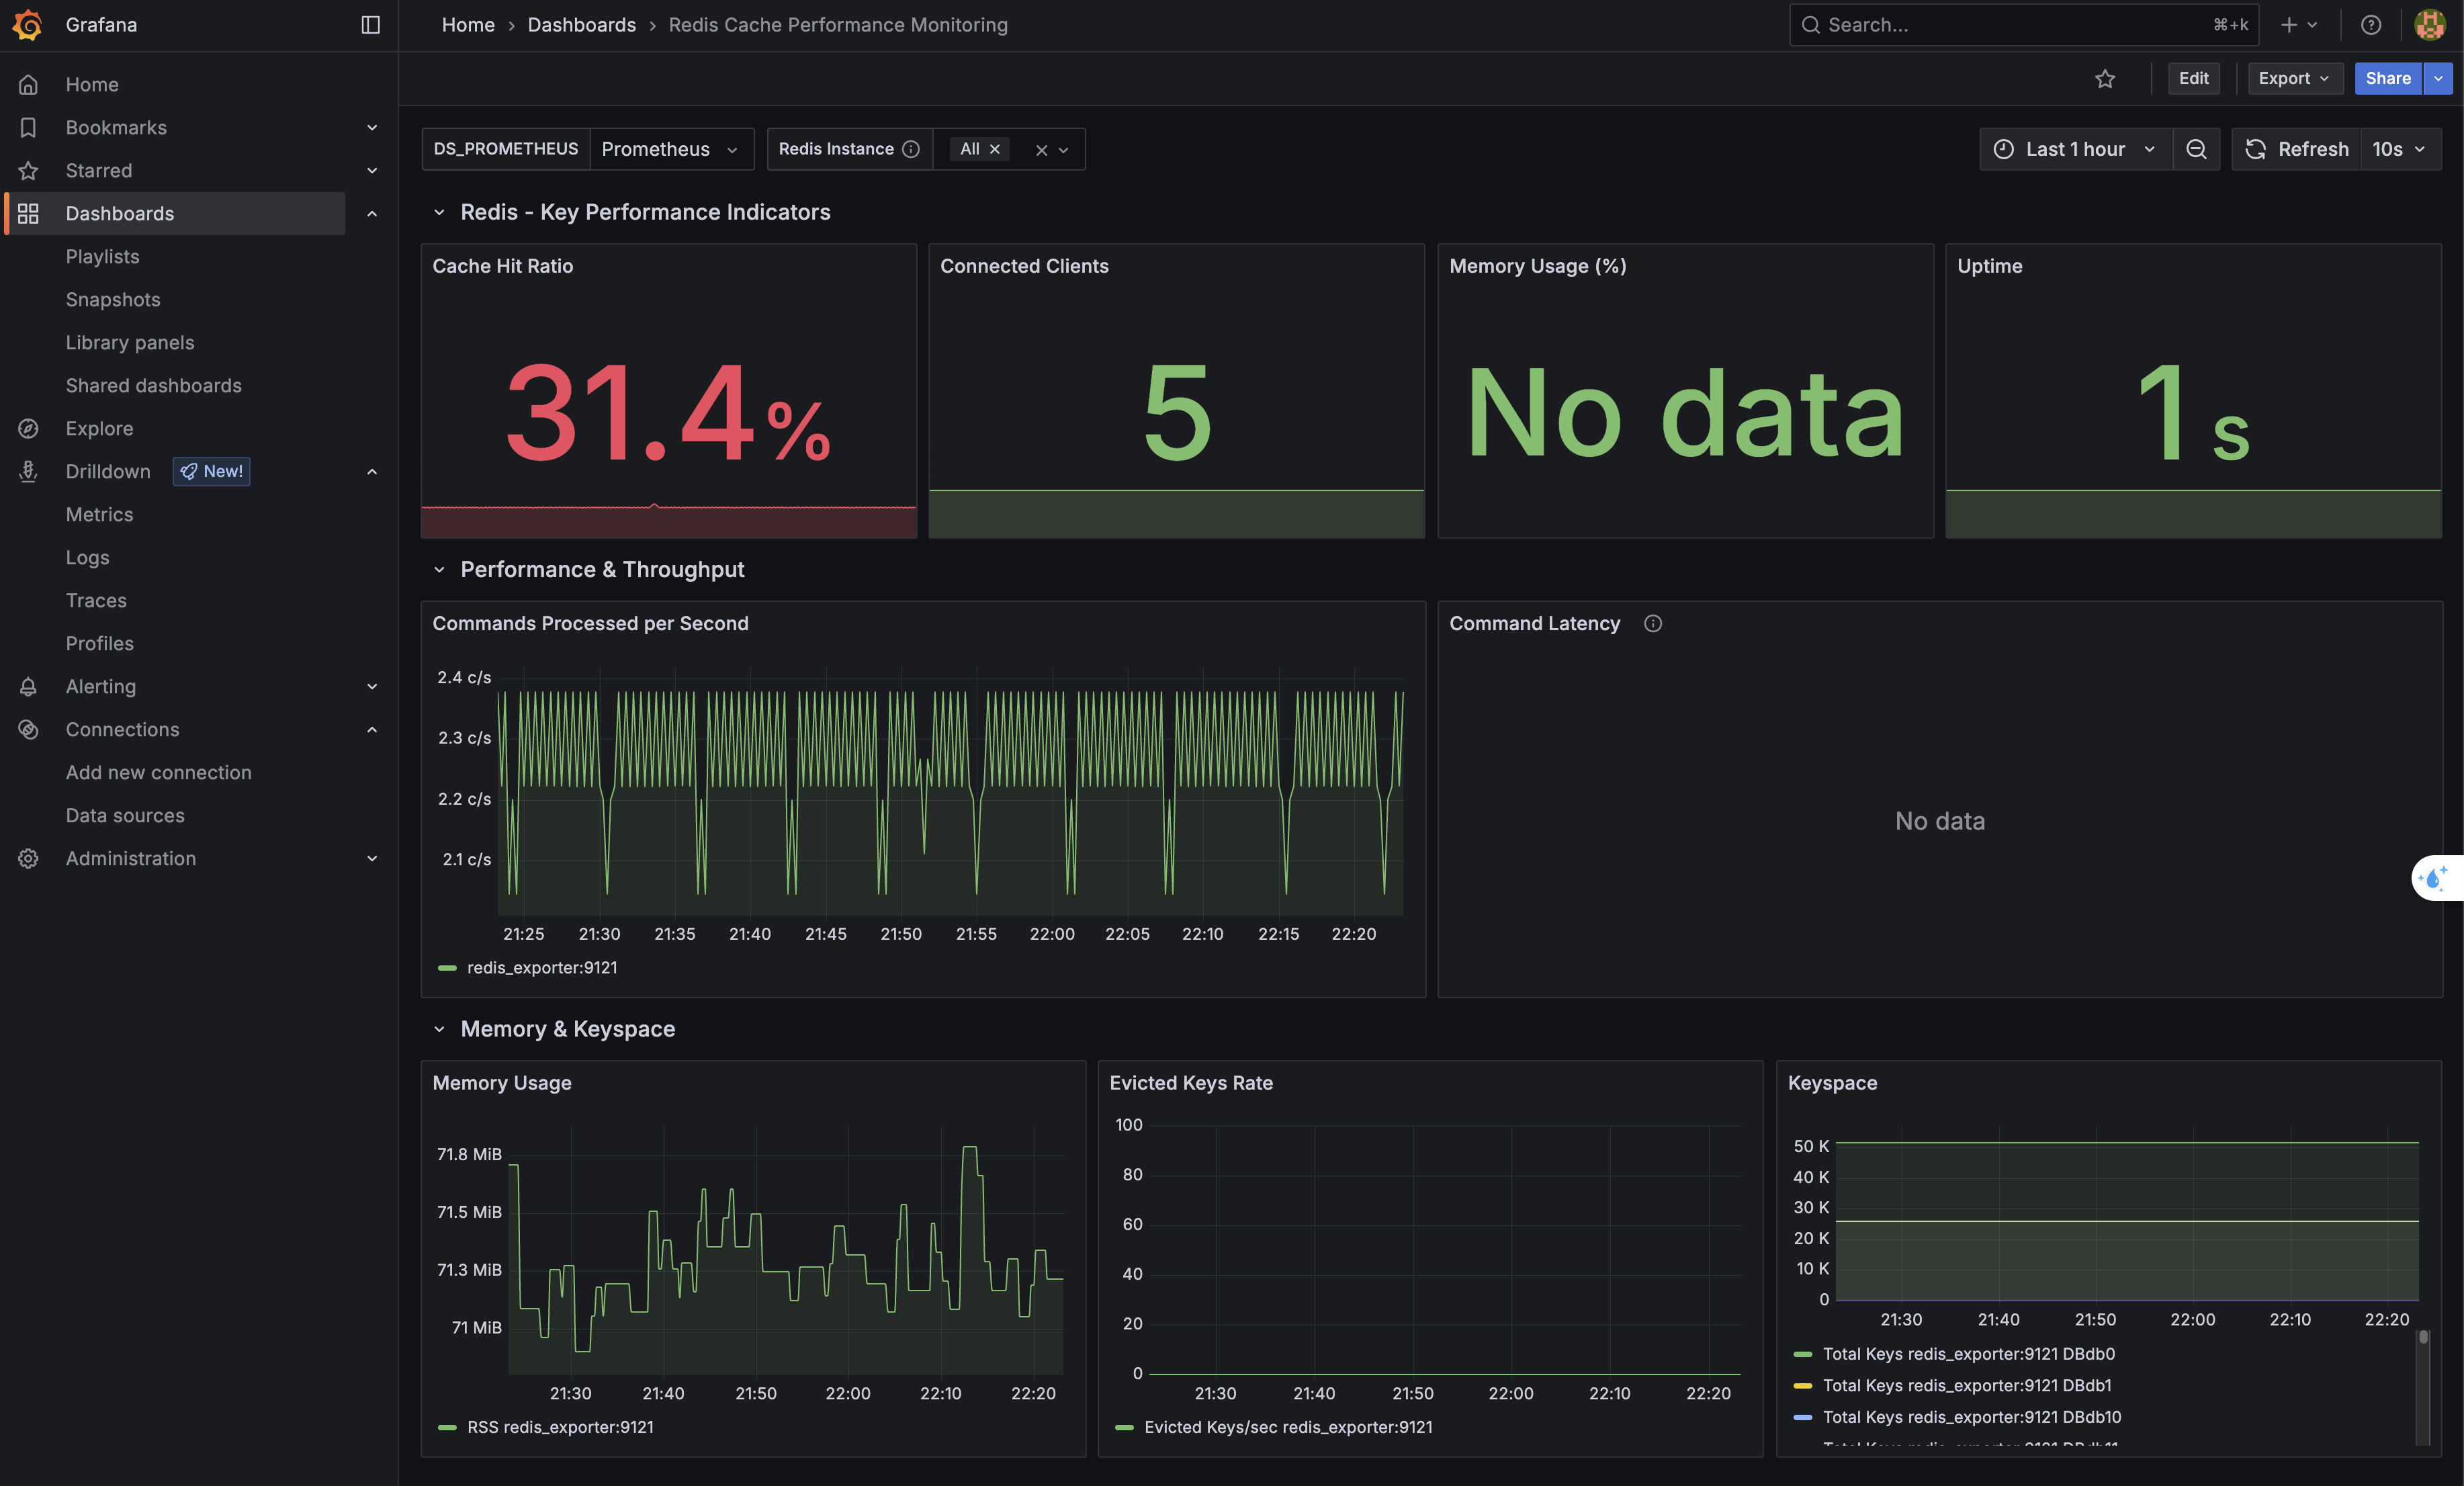 Grafana
Home
Dashboards
Redis Cache Performance Monitoring
Search...
⌘+k
Edit
Export
Share
Home
Bookmarks
Starred
Dashboards
Playlists
Snapshots
Library panels
Shared dashboards
Explore
Drilldown
New!
Metrics
Logs
Traces
Profiles
Alerting
Connections
Add new connection
Data sources
Administration
DS_PROMETHEUS
Prometheus
Redis Instance
All
Last 1 hour
Refresh
10s
Redis - Key Performance Indicators
Cache Hit Ratio
31.4%
Connected Clients
5
Memory Usage (%)
No data
Uptime
1 s
Performance & Throughput
Commands Processed per Second
2.4 c/s
2.3 c/s
2.2 c/s
2.1 c/s
21:25 21:30 21:35 21:40 21:45 21:50 21:55 22:00 22:05 22:10 22:15 22:20
redis_exporter:9121
Command Latency
No data
Memory & Keyspace
Memory Usage
71.8 MiB
71.5 MiB
71.3 MiB
71 MiB
21:30 21:40 21:50 22:00 22:10 22:20
RSS redis_exporter:9121
Evicted Keys Rate
100
80
60
40
20
0
21:30 21:40 21:50 22:00 22:10 22:20
Evicted Keys/sec redis_exporter:9121
Keyspace
50 K
40 K
30 K
20 K
10 K
0
21:30 21:40 21:50 22:00 22:10 22:20
Total Keys redis_exporter:9121 DBdb0
Total Keys redis_exporter:9121 DBdb1
Total Keys redis_exporter:9121 DBdb10